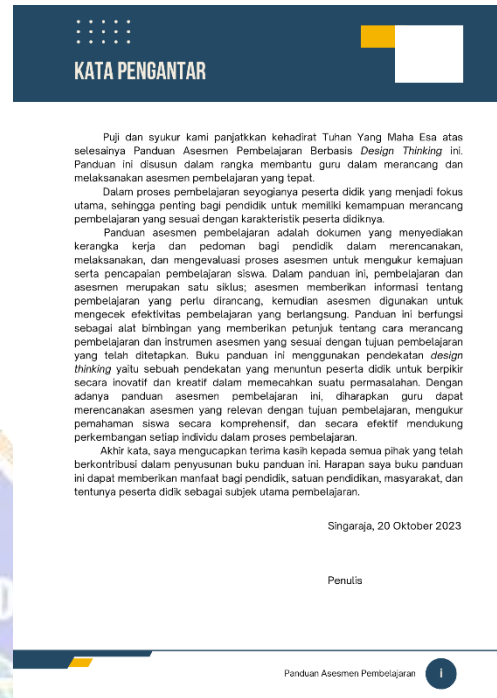 KATA PENGANTAR
Puji dan syukur kami panjatkan kehadirat Tuhan Yang Maha Esa atas
selesainya Panduan Asesmen Pembelajaran Berbasis Design Thinking ini.
Panduan ini disusun dalam rangka membantu guru dalam merancang dan
melaksanakan asesmen pembelajaran yang tepat.
Dalam proses pembelajaran seyogianya peserta didik yang menjadi fokus
utama, sehingga penting bagi pendidik untuk memiliki kemampuan merancang
pembelajaran yang sesuai dengan karakteristik peserta didiknya.
Panduan asesmen pembelajaran adalah dokumen yang menyediakan
kerangka kerja dan pedoman bagi pendidik dalam merencanakan,
melaksanakan, dan mengevaluasi proses asesmen untuk mengukur kemajuan
serta pencapaian pembelajaran siswa. Dalam panduan ini, pembelajaran dan
asesmen merupakan satu siklus; asesmen memberikan informasi tentang
pembelajaran yang perlu dirancang, kemudian asesmen digunakan untuk
mengecek efektivitas pembelajaran yang berlangsung. Panduan ini berfungsi
sebagai alat bimbingan yang memberikan petunjuk tentang cara merancang
pembelajaran dan instrumen asesmen yang sesuai dengan tujuan pembelajaran
yang telah ditetapkan. Buku panduan ini menggunakan pendekatan design
thinking yaitu sebuah pendekatan yang menuntun peserta didik untuk berpikir
secara inovatif dan kreatif dalam memecahkan suatu permasalahan. Dengan
adanya panduan asesmen pembelajaran ini, diharapkan guru dapat
merencanakan asesmen yang relevan dengan tujuan pembelajaran, mengukur
pemahaman siswa secara komprehensif, dan secara efektif mendukung
perkembangan setiap individu dalam proses pembelajaran.
Akhir kata, saya mengucapkan terima kasih kepada semua pihak yang telah
berkontribusi dalam penyusunan buku panduan ini. Harapan saya buku panduan
ini dapat memberikan manfaat bagi pendidik, satuan pendidikan, masyarakat, dan
tentunya peserta didik sebagai subjek utama pembelajaran.
Singaraja, 20 Oktober 2023
Penulis
Panduan Asesmen Pembelajaran i